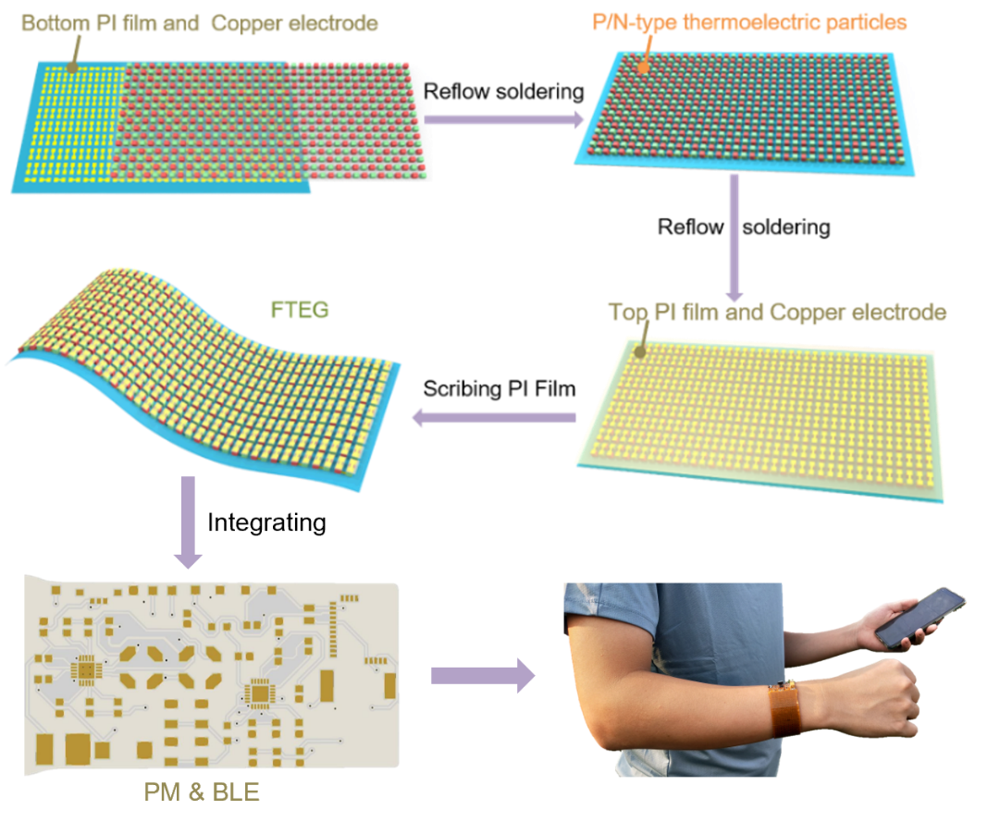 Bottom PI film and Copper electrode
P/N-type thermoelectric particles
Reflow soldering
Reflow soldering
Top PI film and Copper electrode
FTEG
Scribing PI Film
Integrating
PM & BLE